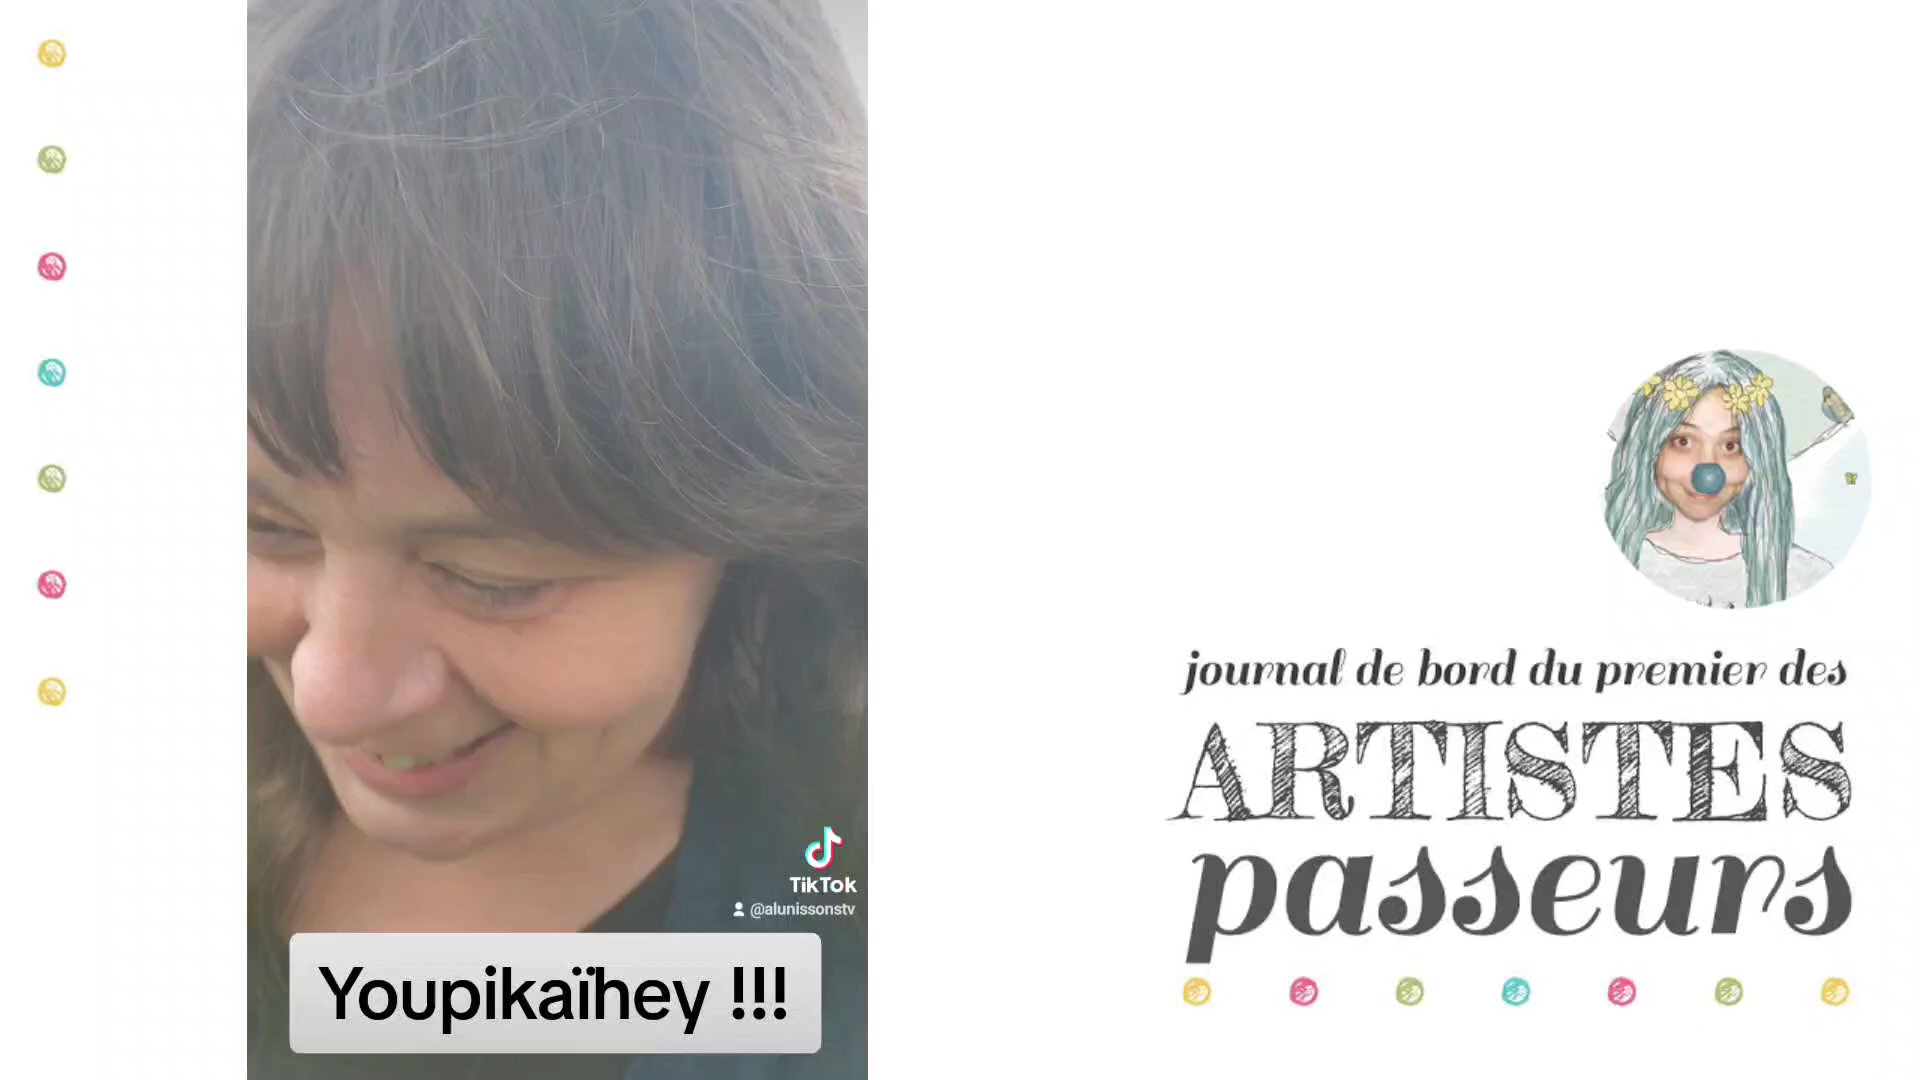 TikTok
@alunissonstv
Youpikaïhey !!!
journal de bord du premier des
ARTISTES
passeurs